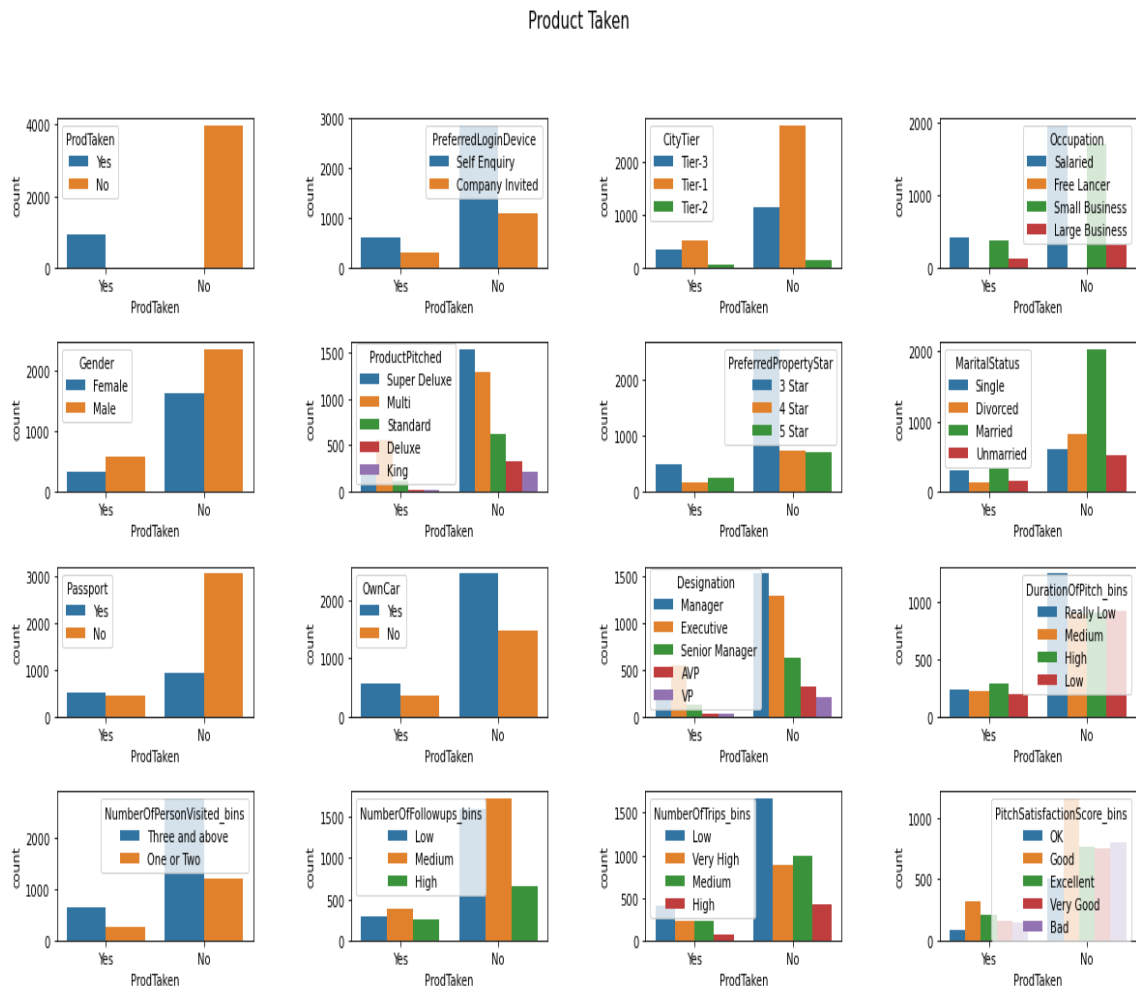 Product Taken
4000
2000
0
count
ProdTaken
Yes
No
Yes No
ProdTaken
3000
2000
1000
0
count
PreferredLoginDevice
Self Enquiry
Company Invited
Yes No
ProdTaken
2000
1000
0
count
CityTier
Tier-3
Tier-1
Tier-2
Yes No
ProdTaken
2000
1000
0
count
Occupation
Salaried
Free Lancer
Small Business
Large Business
Yes No
ProdTaken
2000
1000
0
count
Gender
Female
Male
Yes No
ProdTaken
1500
1000
500
0
count
ProductPitched
Super Deluxe
Multi
Standard
Deluxe
King
Yes No
ProdTaken
2000
1000
0
count
PreferredPropertyStar
3 Star
4 Star
5 Star
Yes No
ProdTaken
2000
1000
0
count
MaritalStatus
Single
Divorced
Married
Unmarried
Yes No
ProdTaken
3000
2000
1000
0
count
Passport
Yes
No
Yes No
ProdTaken
2000
1000
0
count
OwnCar
Yes
No
Yes No
ProdTaken
1500
1000
500
0
count
Designation
Manager
Executive
Senior Manager
AVP
VP
Yes No
ProdTaken
1000
500
0
count
DurationOfPitch_bins
Really Low
Medium
High
Low
Yes No
ProdTaken
2000
1000
0
count
NumberOfPersonVisited_bins
Three and above
One or Two
Yes No
ProdTaken
1500
1000
500
0
count
NumberOfFollowups_bins
Low
Medium
High
Yes No
ProdTaken
1500
1000
500
0
count
NumberOfTrips_bins
Low
Very High
Medium
High
Yes No
ProdTaken
1000
500
0
count
PitchSatisfactionScore_bins
OK
Good
Excellent
Very Good
Bad
Yes No
ProdTaken